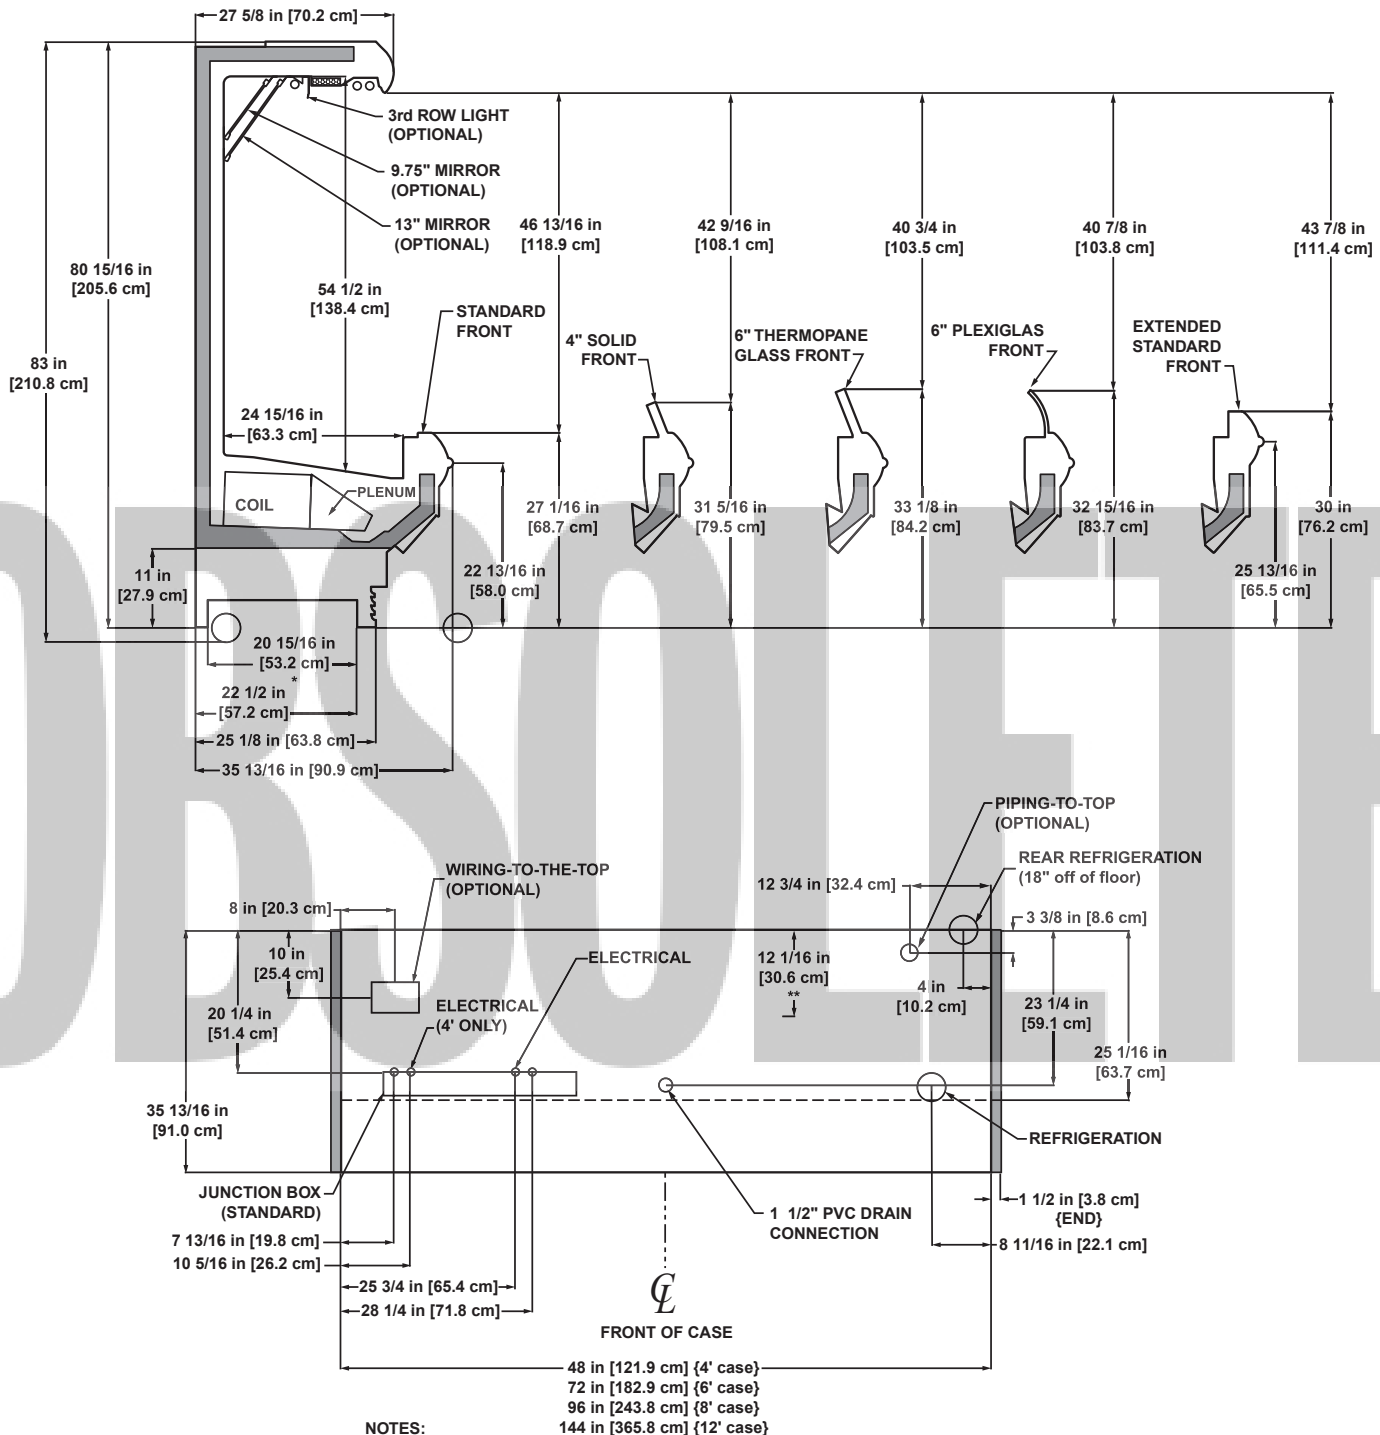 27 5/8 in [70.2 cm]
3rd ROW LIGHT
(OPTIONAL)
9.75" MIRROR
(OPTIONAL)
13" MIRROR
(OPTIONAL)
46 13/16 in
[118.9 cm]
42 9/16 in
[108.1 cm]
40 3/4 in
[103.5 cm]
40 7/8 in
[103.8 cm]
43 7/8 in
[111.4 cm]
80 15/16 in
[205.6 cm]
54 1/2 in
[138.4 cm]
83 in
[210.8 cm]
STANDARD
FRONT
4" SOLID
FRONT
6" THERMOPANE
GLASS FRONT
6" PLEXIGLAS
FRONT
EXTENDED
STANDARD
FRONT
24 15/16 in
[63.3 cm]
COIL
PLENUM
27 1/16 in
[68.7 cm]
31 5/16 in
[79.5 cm]
33 1/8 in
[84.2 cm]
32 15/16 in
[83.7 cm]
30 in
[76.2 cm]
11 in
[27.9 cm]
22 13/16 in
[58.0 cm]
25 13/16 in
[65.5 cm]
20 15/16 in
[53.2 cm]
*
22 1/2 in
[57.2 cm]
25 1/8 in [63.8 cm]
35 13/16 in [90.9 cm]
OBSOLETE
PIPING-TO-TOP
(OPTIONAL)
REAR REFRIGERATION
(18" off of floor)
WIRING-TO-THE-TOP
(OPTIONAL)
12 3/4 in [32.4 cm]
8 in [20.3 cm]
3 3/8 in [8.6 cm]
10 in
[25.4 cm]
ELECTRICAL
12 1/16 in
[30.6 cm]
**
4 in
[10.2 cm]
23 1/4 in
[59.1 cm]
20 1/4 in
[51.4 cm]
ELECTRICAL
(4' ONLY)
25 1/16 in
[63.7 cm]
35 13/16 in
[91.0 cm]
REFRIGERATION
JUNCTION BOX
(STANDARD)
1 1/2" PVC DRAIN
CONNECTION
1 1/2 in [3.8 cm]
{END}
7 13/16 in [19.8 cm]
8 11/16 in [22.1 cm]
10 5/16 in [26.2 cm]
25 3/4 in [65.4 cm]
28 1/4 in [71.8 cm]
CL
FRONT OF CASE
48 in [121.9 cm] {4' case}
72 in [182.9 cm] {6' case}
96 in [243.8 cm] {8' case}
NOTES:
144 in [365.8 cm] {12' case}